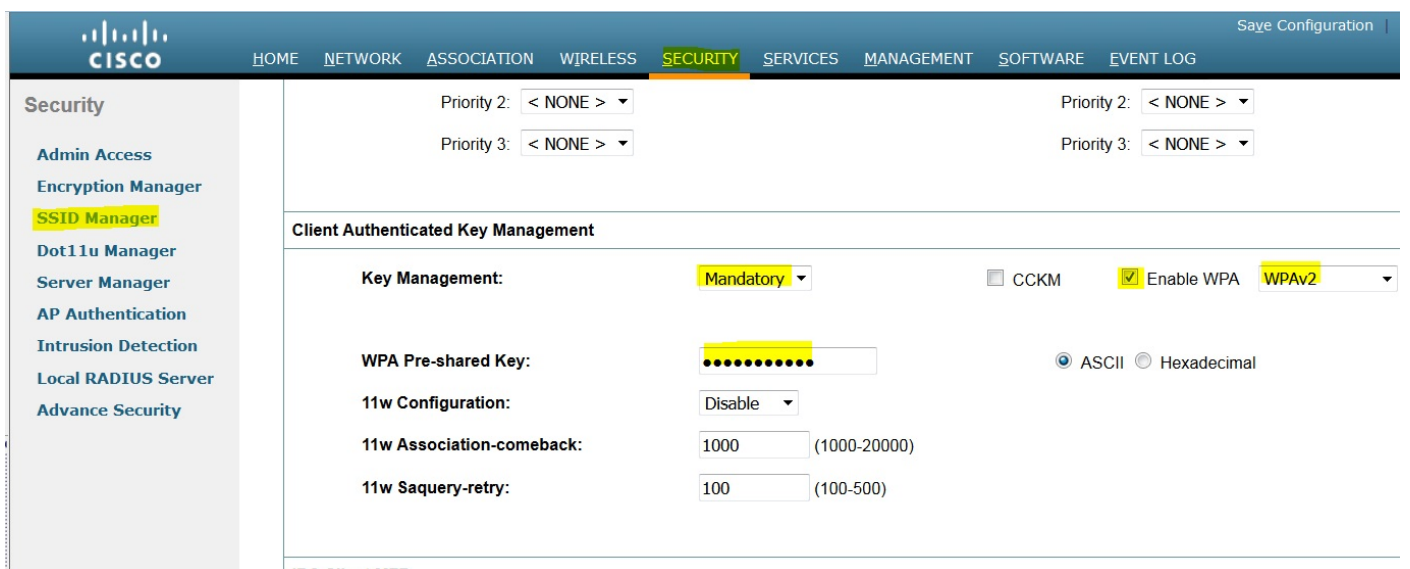 Save Configuration |
CISCO
HOME NETWORK ASSOCIATION WIRELESS SECURITY SERVICES MANAGEMENT SOFTWARE EVENT LOG
Security
Admin Access
Encryption Manager
SSID Manager
Dot11u Manager
Server Manager
AP Authentication
Intrusion Detection
Local RADIUS Server
Advance Security
Priority 2: < NONE > Priority 2: < NONE >
Priority 3: < NONE > Priority 3: < NONE >
Client Authenticated Key Management
Key Management: Mandatory CCKM Enable WPA WPAv2
WPA Pre-shared Key: ●●●●●●●●●●● ASCII Hexadecimal
11w Configuration: Disable
11w Association-comeback: 1000 (1000-20000)
11w Saquery-retry: 100 (100-500)